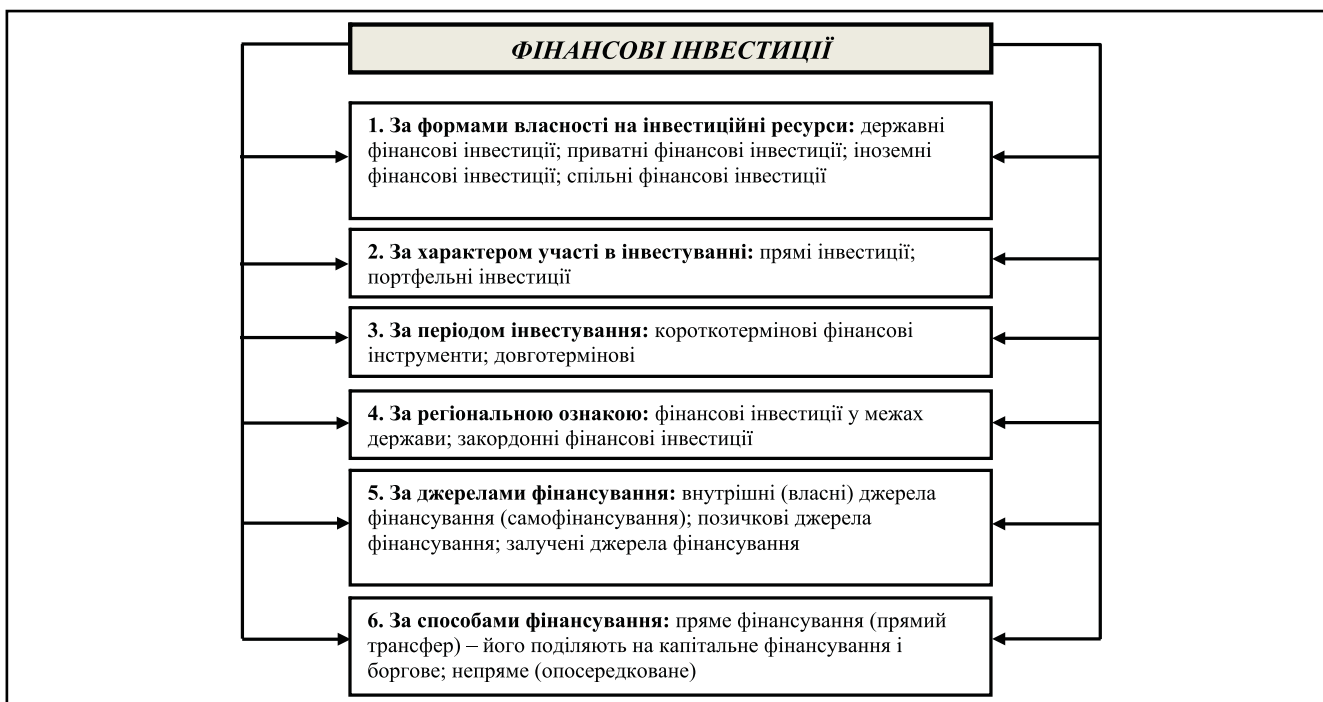 ФІНАНСОВІ ІНВЕСТИЦІЇ
1. За формами власності на інвестиційні ресурси: державні
фінансові інвестиції; приватні фінансові інвестиції; іноземні
фінансові інвестиції; спільні фінансові інвестиції
2. За характером участі в інвестуванні: прямі інвестиції;
портфельні інвестиції
3. За періодом інвестування: короткотермінові фінансові
інструменти; довготермінові
4. За регіональною ознакою: фінансові інвестиції у межах
держави; закордонні фінансові інвестиції
5. За джерелами фінансування: внутрішні (власні) джерела
фінансування (самофінансування); позичкові джерела
фінансування; залучені джерела фінансування
6. За способами фінансування: пряме фінансування (прямий
трансфер) – його поділяють на капітальне фінансування і
боргове; непряме (опосередковане)